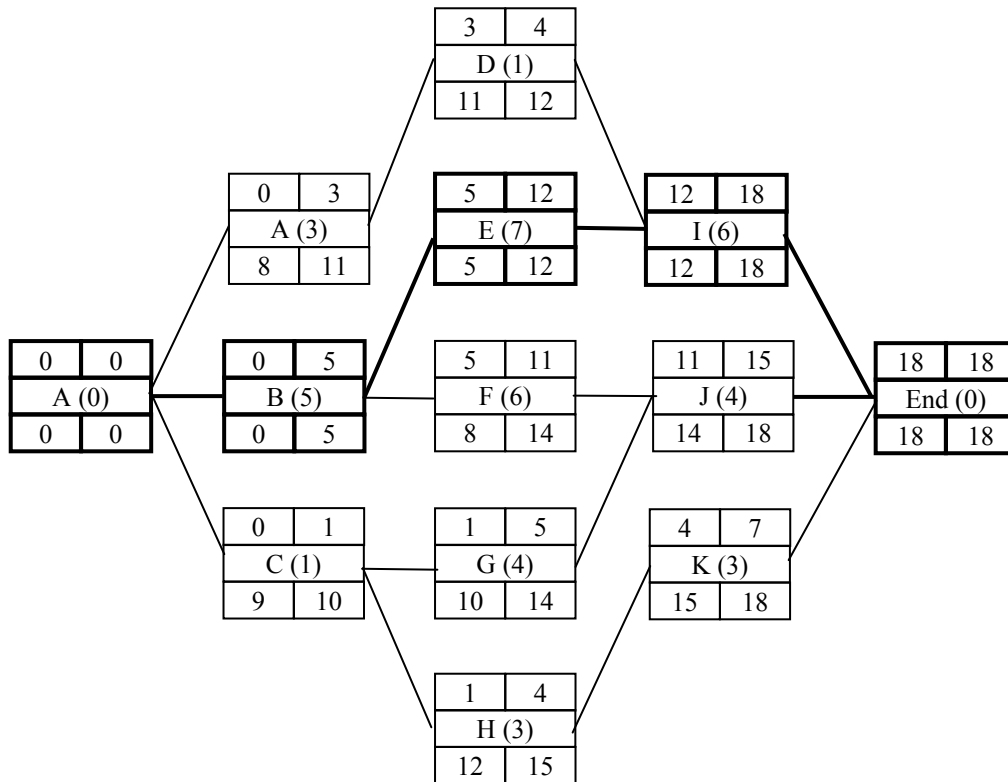 3 4
D (1)
11 12
0 3
A (3)
8 11
5 12
E (7)
5 12
12 18
I (6)
12 18
0 0
A (0)
0 0
0 5
B (5)
0 5
5 11
F (6)
8 14
11 15
J (4)
14 18
18 18
End (0)
18 18
0 1
C (1)
9 10
1 5
G (4)
10 14
4 7
K (3)
15 18
1 4
H (3)
12 15